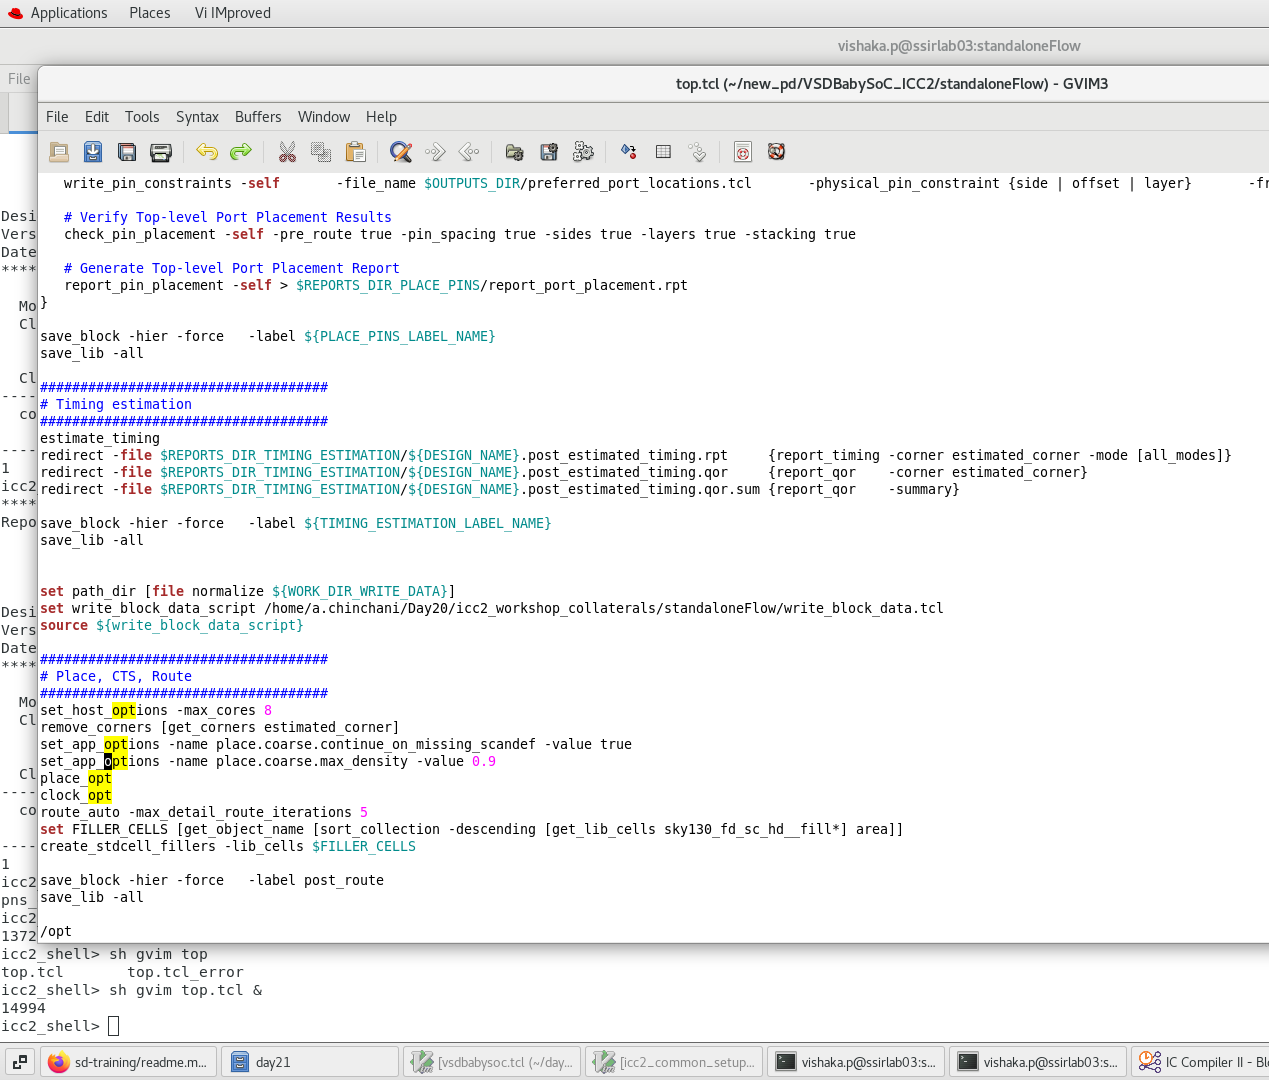 Applications Places Vi IMproved
vishaka.p@ssirlab03:standaloneFlow
File
top.tcl (~/new_pd/VSDBabySoC_ICC2/standaloneFlow) - GVIM3
File Edit Tools Syntax Buffers Window Help
write_pin_constraints -self -file_name $OUTPUTS_DIR/preferred_port_locations.tcl -physical_pin_constraint {side | offset | layer} -fr
Desi
# Verify Top-level Port Placement Results
Vers
check_pin_placement -self -pre_route true -pin_spacing true -sides true -layers true -stacking true
Date
****
# Generate Top-level Port Placement Report
report_pin_placement -self > $REPORTS_DIR_PLACE_PINS/report_port_placement.rpt
Mo
}
Cl
save_block -hier -force -label ${PLACE_PINS_LABEL_NAME}
save_lib -all
Cl
####################################
----
# Timing estimation
co
####################################
estimate_timing
----
redirect -file $REPORTS_DIR_TIMING_ESTIMATION/${DESIGN_NAME}.post_estimated_timing.rpt {report_timing -corner estimated_corner -mode [all_modes]}
1
redirect -file $REPORTS_DIR_TIMING_ESTIMATION/${DESIGN_NAME}.post_estimated_timing.qor {report_qor -corner estimated_corner}
icc2
redirect -file $REPORTS_DIR_TIMING_ESTIMATION/${DESIGN_NAME}.post_estimated_timing.qor.sum {report_qor -summary}
****
Repo
save_block -hier -force -label ${TIMING_ESTIMATION_LABEL_NAME}
save_lib -all
set path_dir [file normalize ${WORK_DIR_WRITE_DATA}]
Desi
set write_block_data_script /home/a.chinchani/Day20/icc2_workshop_collaterals/standaloneFlow/write_block_data.tcl
Vers
source ${write_block_data_script}
Date
****
####################################
# Place, CTS, Route
####################################
Mo
set_host_options -max_cores 8
Cl
remove_corners [get_corners estimated_corner]
set_app_options -name place.coarse.continue_on_missing_scandef -value true
set_app_options -name place.coarse.max_density -value 0.9
Cl
place_opt
----
clock_opt
co
route_auto -max_detail_route_iterations 5
set FILLER_CELLS [get_object_name [sort_collection -descending [get_lib_cells sky130_fd_sc_hd__fill*] area]]
----
create_stdcell_fillers -lib_cells $FILLER_CELLS
1
icc2
save_block -hier -force -label post_route
pns_
save_lib -all
icc2
1372
/opt
icc2_shell> sh gvim top
top.tcl top.tcl_error
icc2_shell> sh gvim top.tcl &
14994
icc2_shell>
sd-training/readme.m... day21 [vsdbabysoc.tcl (~/day... [icc2_common_setup... vishaka.p@ssirlab03:s... vishaka.p@ssirlab03:s... IC Compiler II - Blo